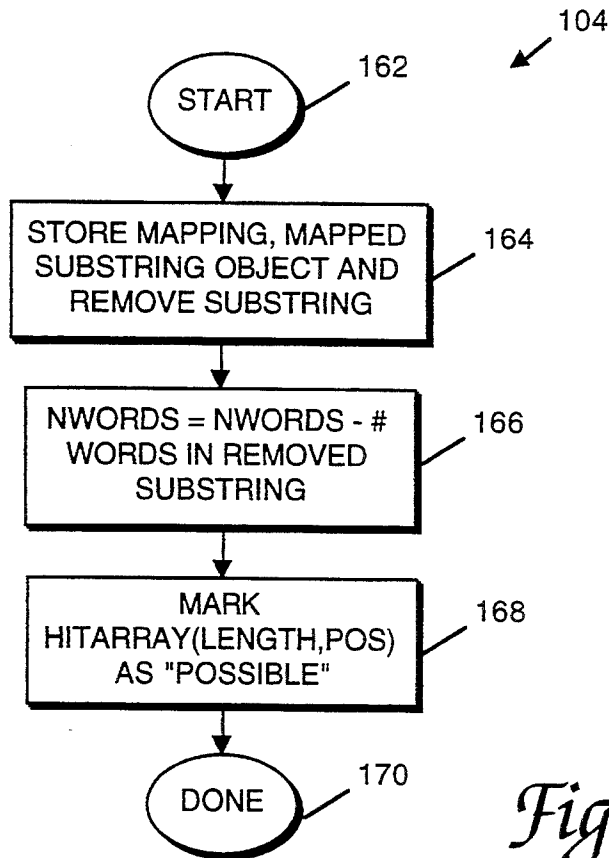 104
START
162
STORE MAPPING, MAPPED
SUBSTRING OBJECT AND
REMOVE SUBSTRING
164
NWORDS = NWORDS - #
WORDS IN REMOVED
SUBSTRING
166
MARK
HITARRAY(LENGTH,POS)
AS "POSSIBLE"
168
DONE
170
Fig